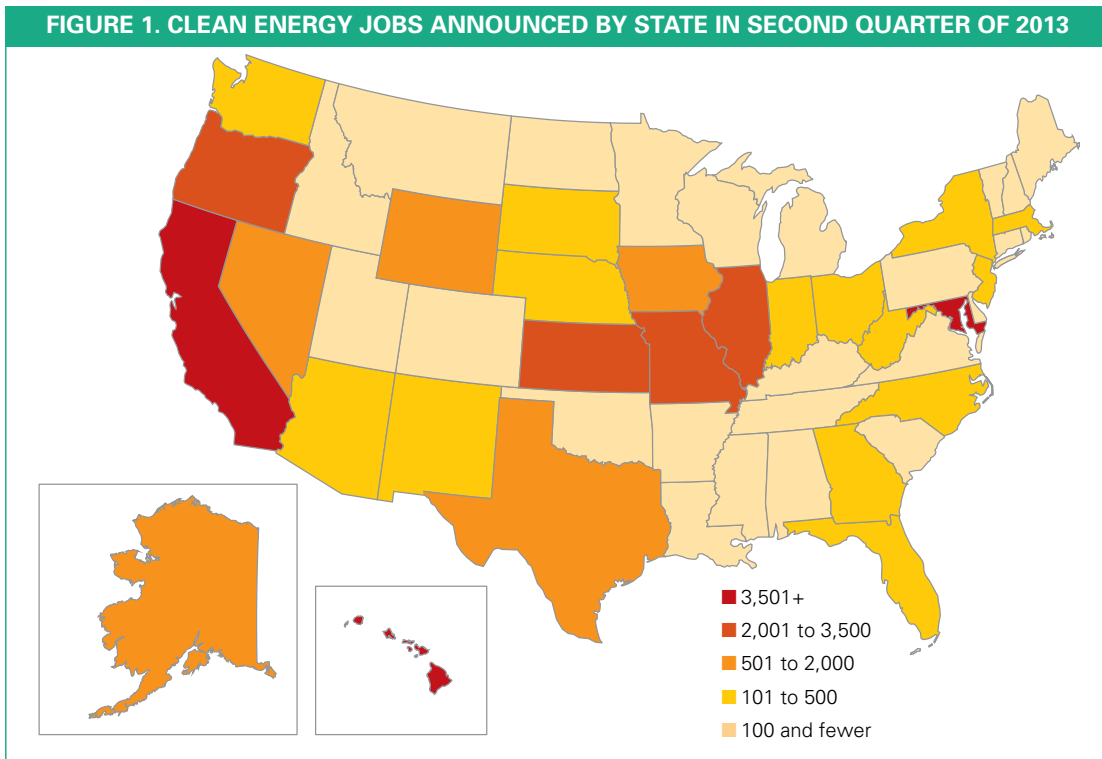 FIGURE 1. CLEAN ENERGY JOBS ANNOUNCED BY STATE IN SECOND QUARTER OF 2013
3,501+
2,001 to 3,500
501 to 2,000
101 to 500
100 and fewer